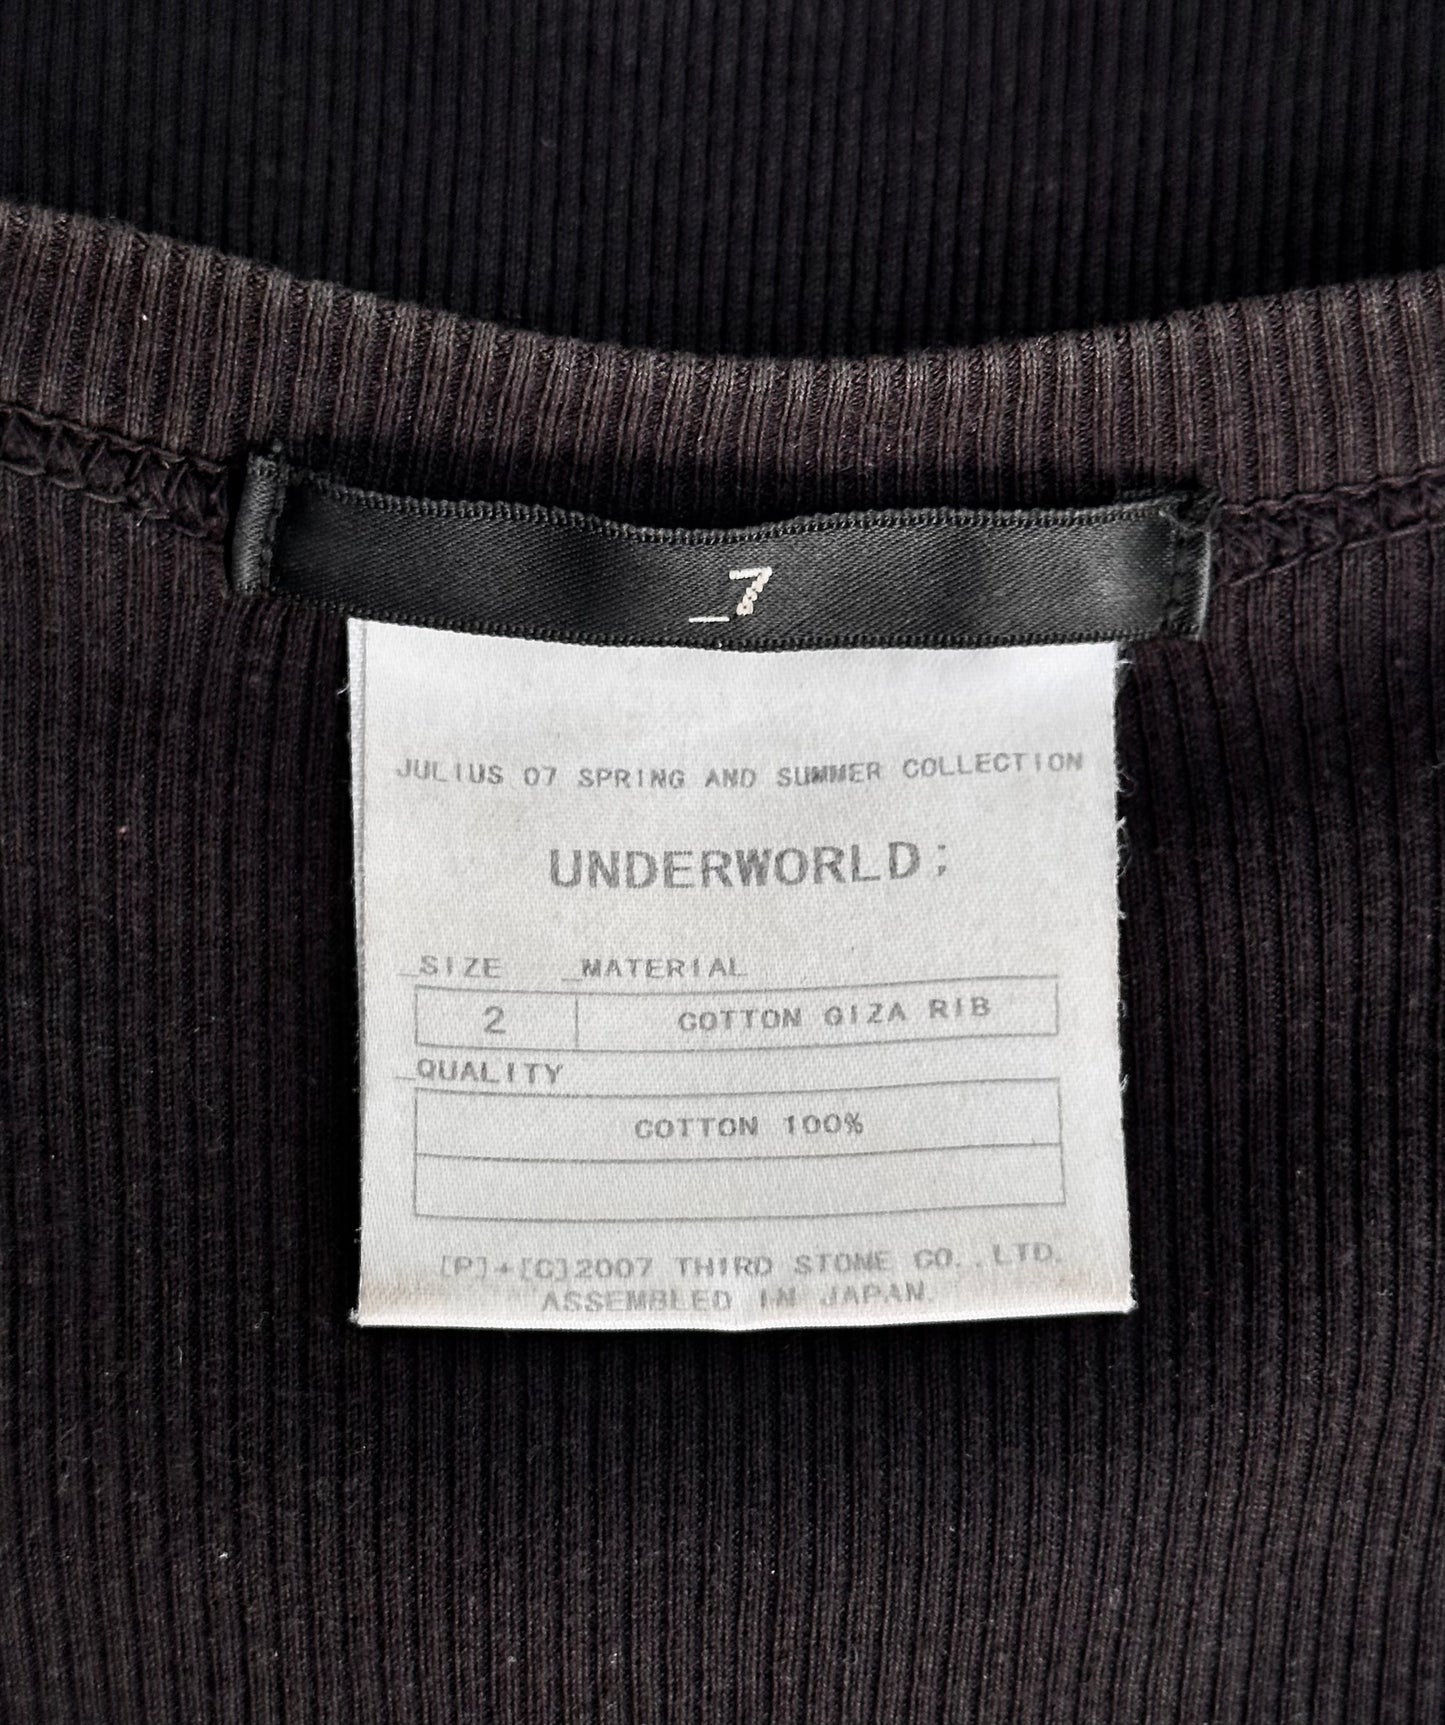 _7
JULIUS 07 SPRING AND SUMMER COLLECTION
UNDERWORLD;
_SIZE _MATERIAL
2 COTTON GIZA RIB
_QUALITY
COTTON 100%
[P]+[C]2007 THIRD STONE CO.,LTD.
ASSEMBLED IN JAPAN.